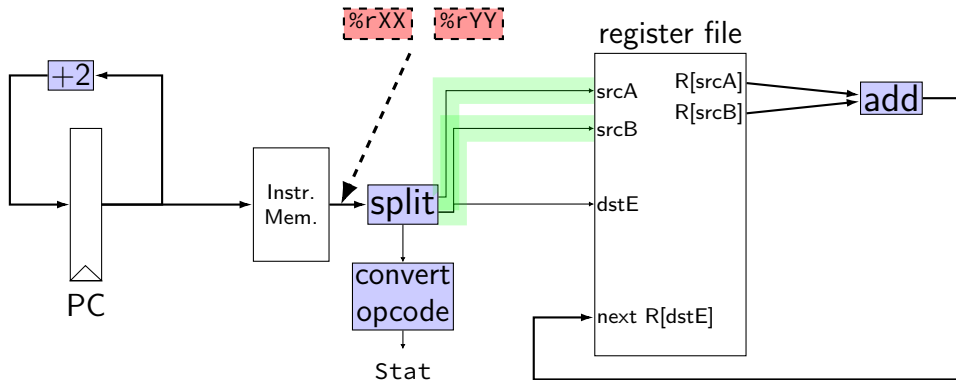 %rXX %rYY
register file
+2
srcA
R[srcA]
R[srcB]
add
srcB
Instr.
Mem.
split
dstE
PC
convert
opcode
next R[dstE]
Stat